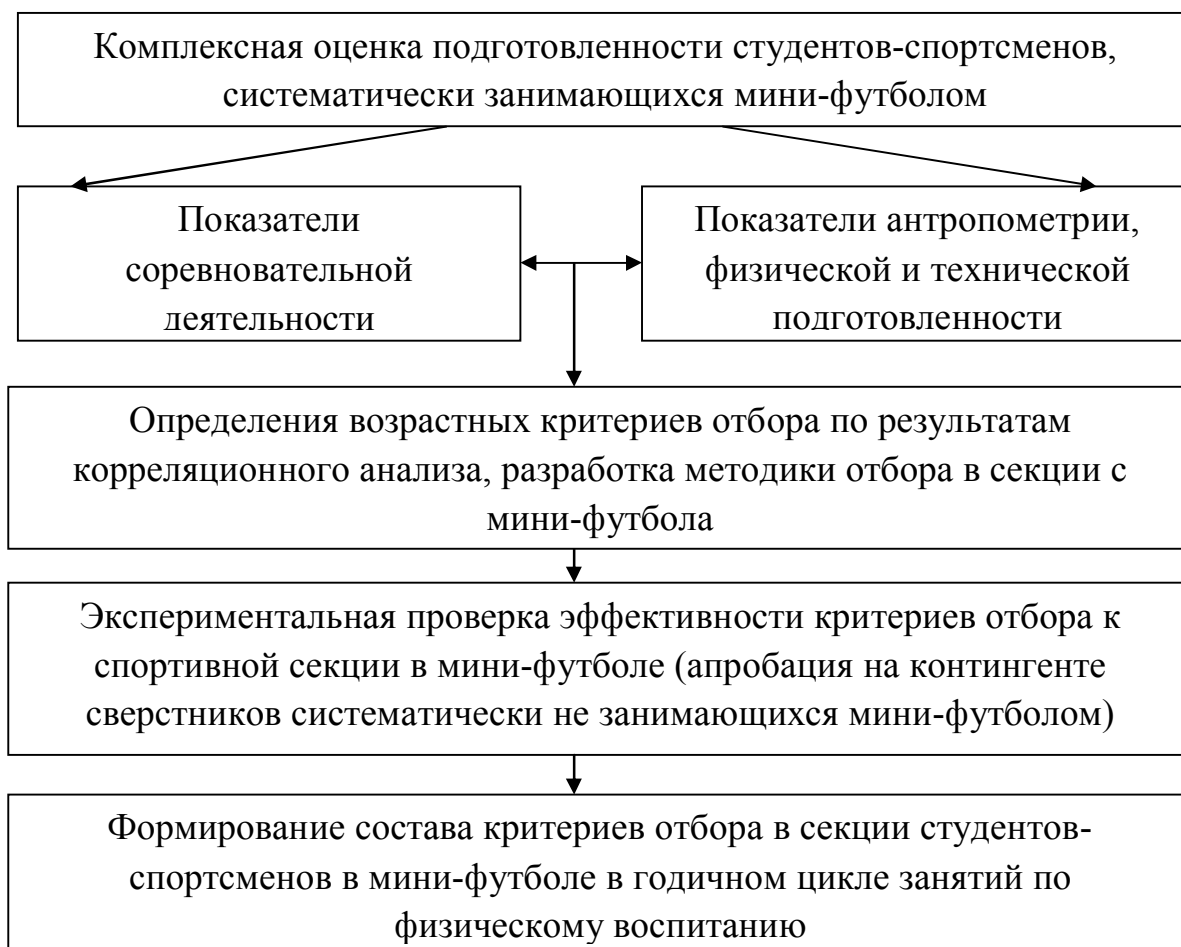 Комплексная оценка подготовленности студентов-спортсменов,
систематически занимающихся мини-футболом
Показатели
соревновательной
деятельности
Показатели антропометрии,
физической и технической
подготовленности
Определения возрастных критериев отбора по результатам
корреляционного анализа, разработка методики отбора в секции с
мини-футбола
Экспериментальная проверка эффективности критериев отбора к
спортивной секции в мини-футболе (апробация на контингенте
сверстников систематически не занимающихся мини-футболом)
Формирование состава критериев отбора в секции студентов-
спортсменов в мини-футболе в годичном цикле занятий по
физическому воспитанию